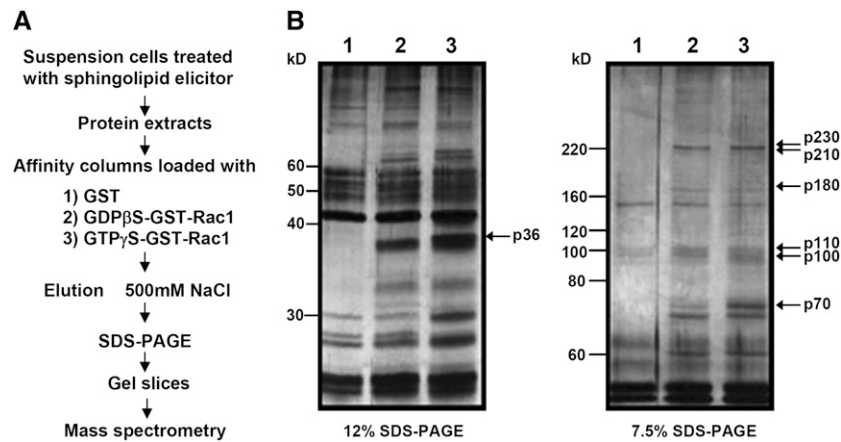 A
Suspension cells treated
with sphingolipid elicitor
Protein extracts
Affinity columns loaded with
1) GST
2) GDPβS-GST-Rac1
3) GTPγS-GST-Rac1
Elution 500mM NaCl
SDS-PAGE
Gel slices
Mass spectrometry
B
1 2 3
kD
60
50
40
30
p36
12% SDS-PAGE
1 2 3
kD
220
160
120
100
80
60
p230
p210
p180
p110
p100
p70
7.5% SDS-PAGE